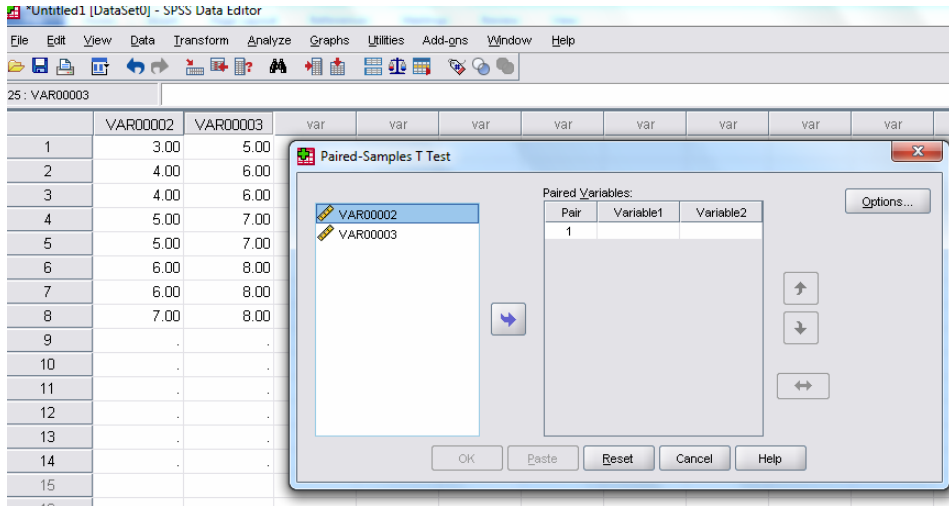 *Untitled1 [DataSet0] - SPSS Data Editor
File Edit View Data Transform Analyze Graphs Utilities Add-ons Window Help
25 : VAR00003
VAR00002 VAR00003 var var var var var var var var
1 3.00 5.00
2 4.00 6.00
3 4.00 6.00
4 5.00 7.00
5 5.00 7.00
6 6.00 8.00
7 6.00 8.00
8 7.00 8.00
9 . .
10 . .
11 . .
12 . .
13 . .
14 . .
15
Paired-Samples T Test
VAR00002
VAR00003
Paired Variables:
Pair Variable1 Variable2
1
Options...
OK Paste Reset Cancel Help